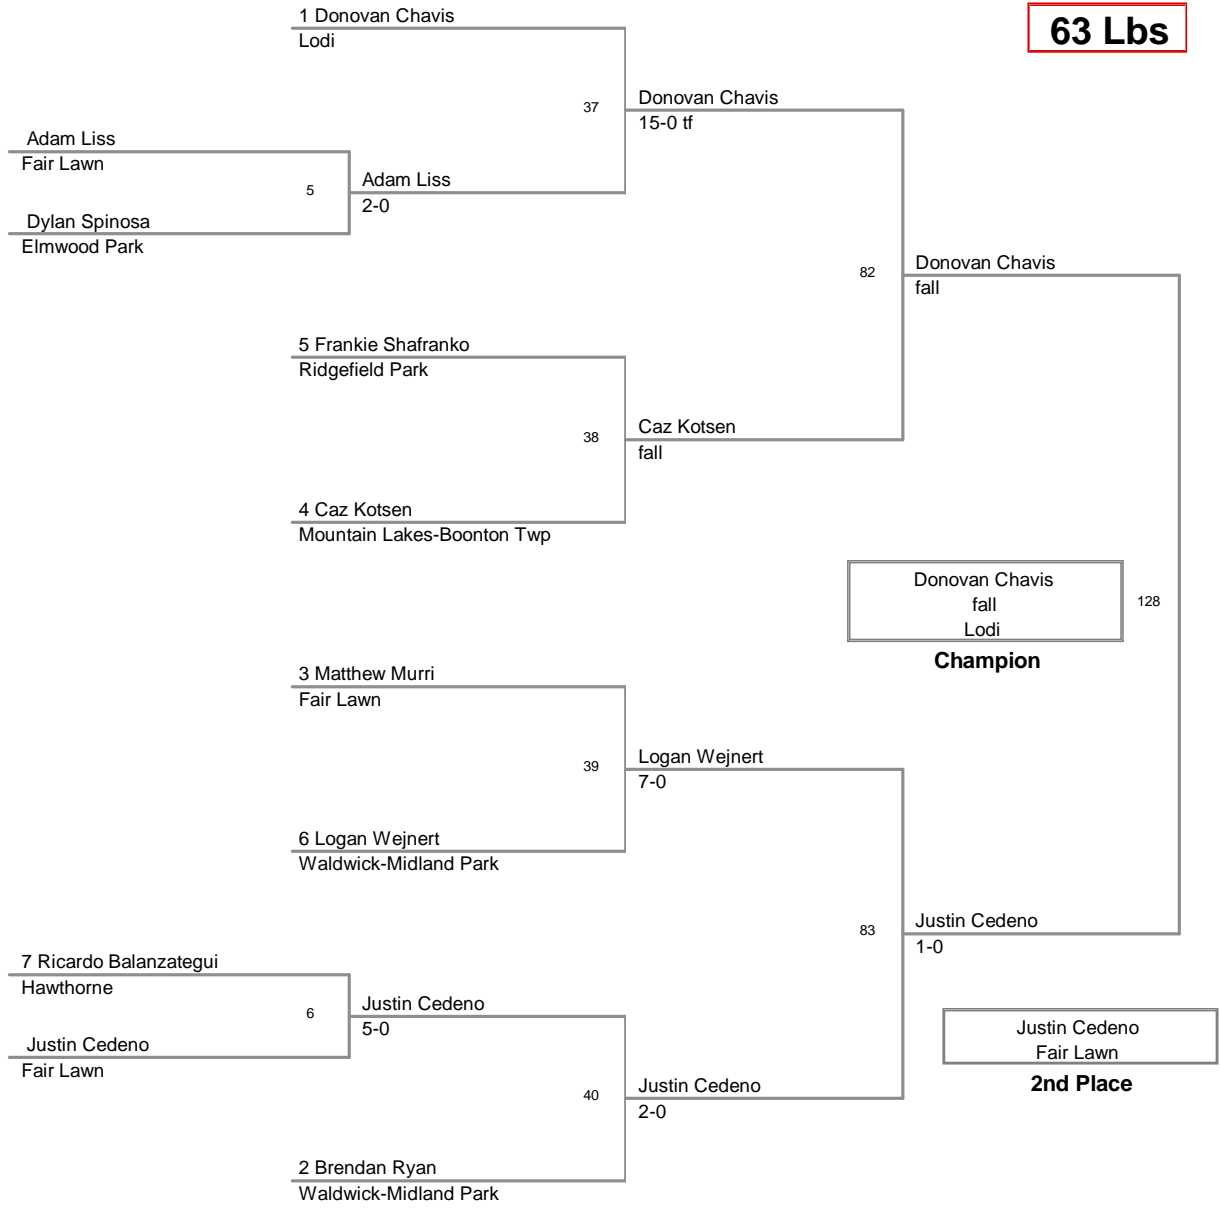 1 Donovan Chavis
Lodi
63 Lbs
37
Donovan Chavis
15-0 tf
Adam Liss
Fair Lawn
5
Adam Liss
2-0
Dylan Spinosa
Elmwood Park
82
Donovan Chavis
fall
5 Frankie Shafranko
Ridgefield Park
38
Caz Kotsen
fall
4 Caz Kotsen
Mountain Lakes-Boonton Twp
Donovan Chavis
fall
Lodi
128
Champion
3 Matthew Murri
Fair Lawn
39
Logan Wejnert
7-0
6 Logan Wejnert
Waldwick-Midland Park
83
Justin Cedeno
1-0
7 Ricardo Balanzategui
Hawthorne
6
Justin Cedeno
5-0
Justin Cedeno
Fair Lawn
Justin Cedeno
Fair Lawn
2nd Place
40
Justin Cedeno
2-0
2 Brendan Ryan
Waldwick-Midland Park